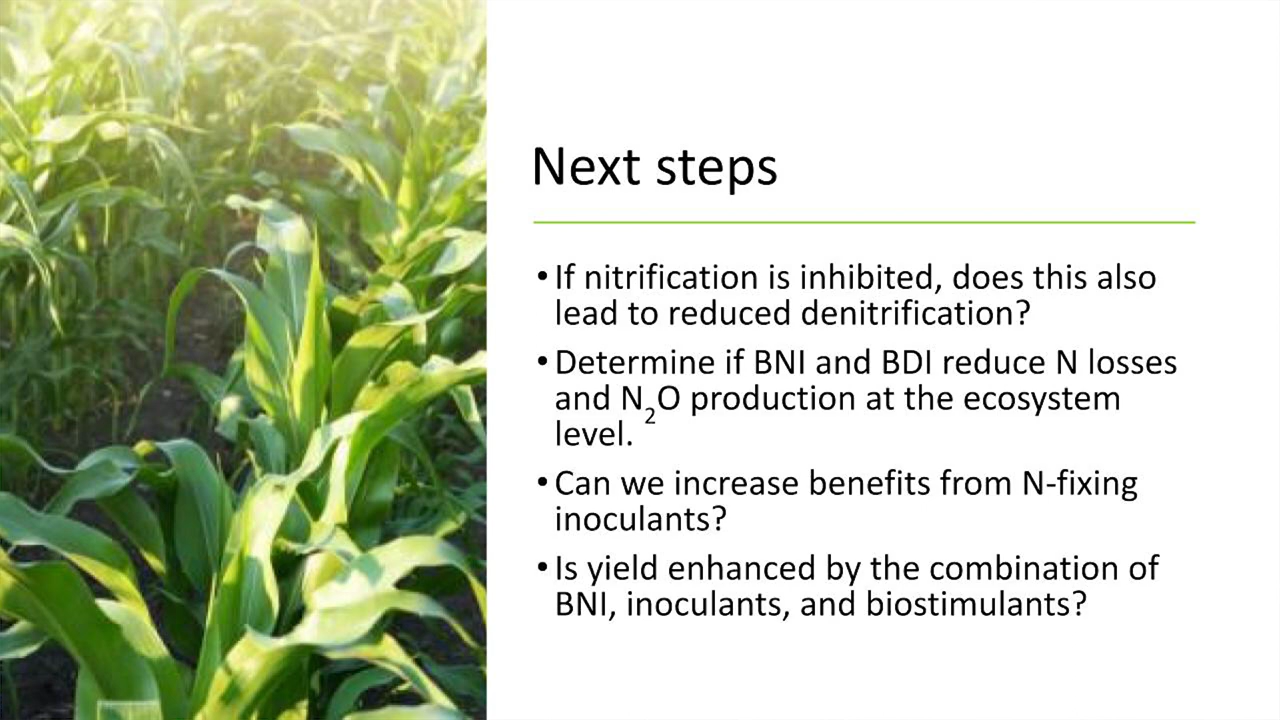 Next steps
• If nitrification is inhibited, does this also
lead to reduced denitrification?
• Determine if BNI and BDI reduce N losses
and N₂O production at the ecosystem
level.
• Can we increase benefits from N-fixing
inoculants?
• Is yield enhanced by the combination of
BNI, inoculants, and biostimulants?